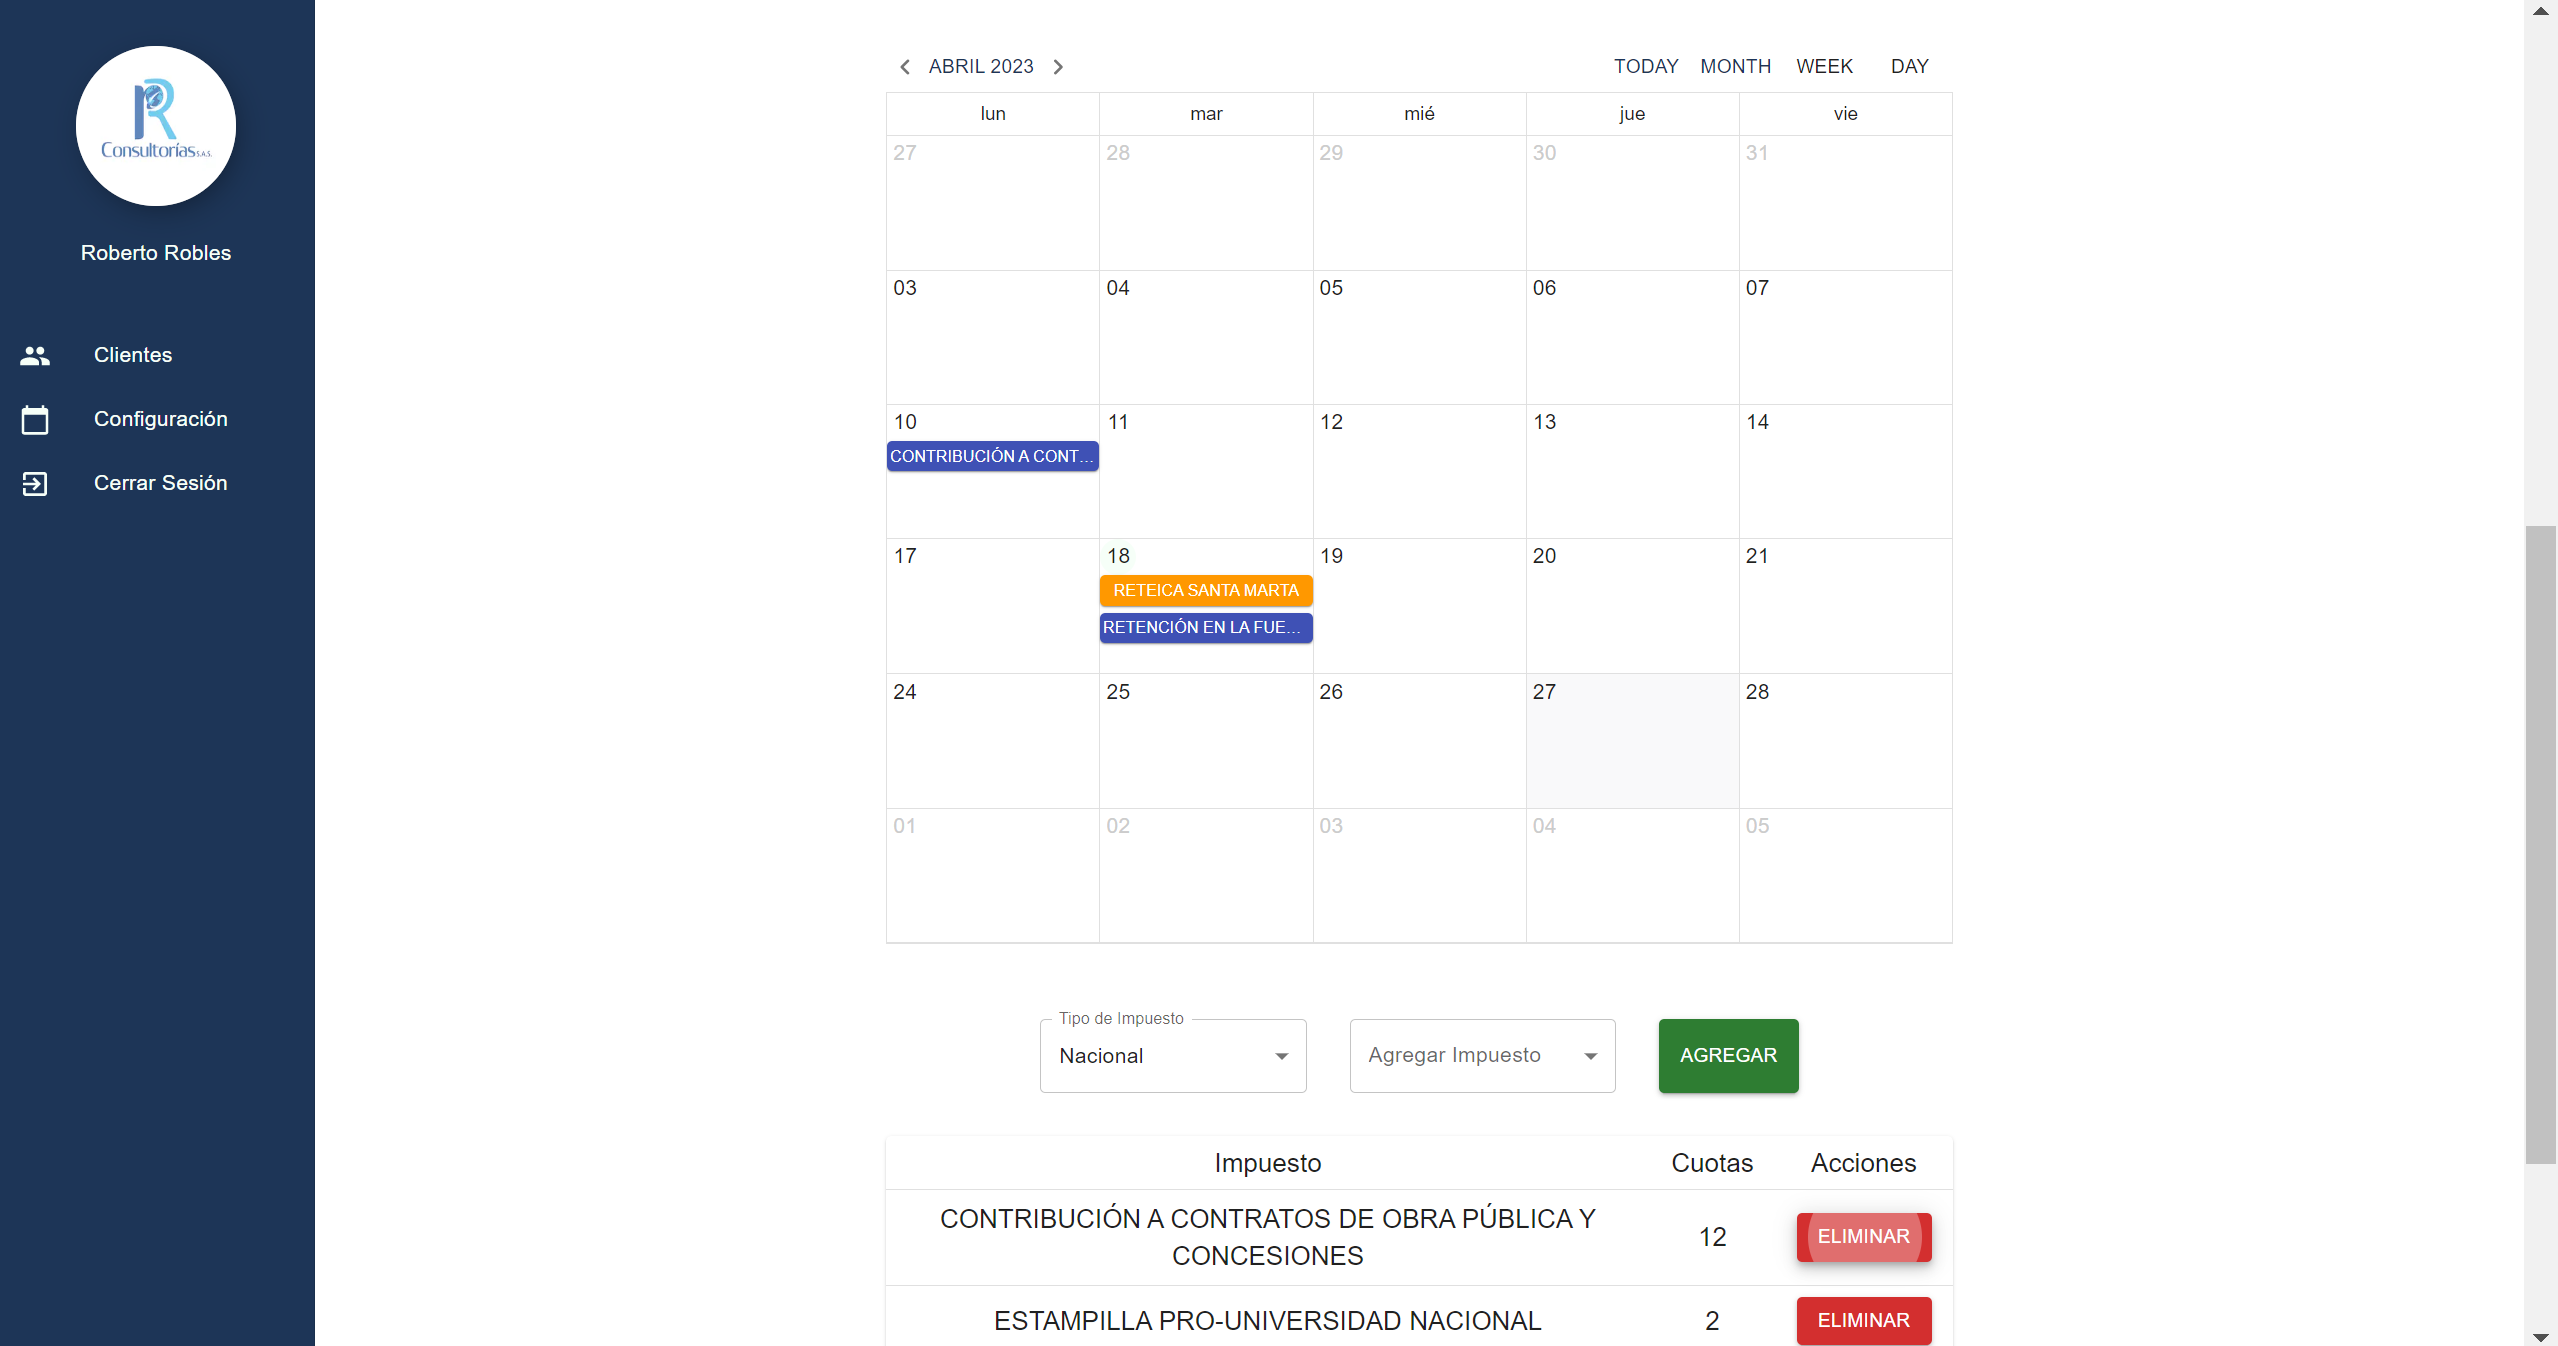 R
Consultorías S.A.S.
Roberto Robles
Clientes
Configuración
Cerrar Sesión
ABRIL 2023 TODAY MONTH WEEK DAY
lun mar mié jue vie
27 28 29 30 31
03 04 05 06 07
10 11 12 13 14
CONTRIBUCIÓN A CONT...
17 18 19 20 21
RETEICA SANTA MARTA
RETENCIÓN EN LA FUE...
24 25 26 27 28
01 02 03 04 05
Tipo de Impuesto
Nacional Agregar Impuesto AGREGAR
Impuesto Cuotas Acciones
CONTRIBUCIÓN A CONTRATOS DE OBRA PÚBLICA Y
CONCESIONES 12 ELIMINAR
ESTAMPILLA PRO-UNIVERSIDAD NACIONAL 2 ELIMINAR